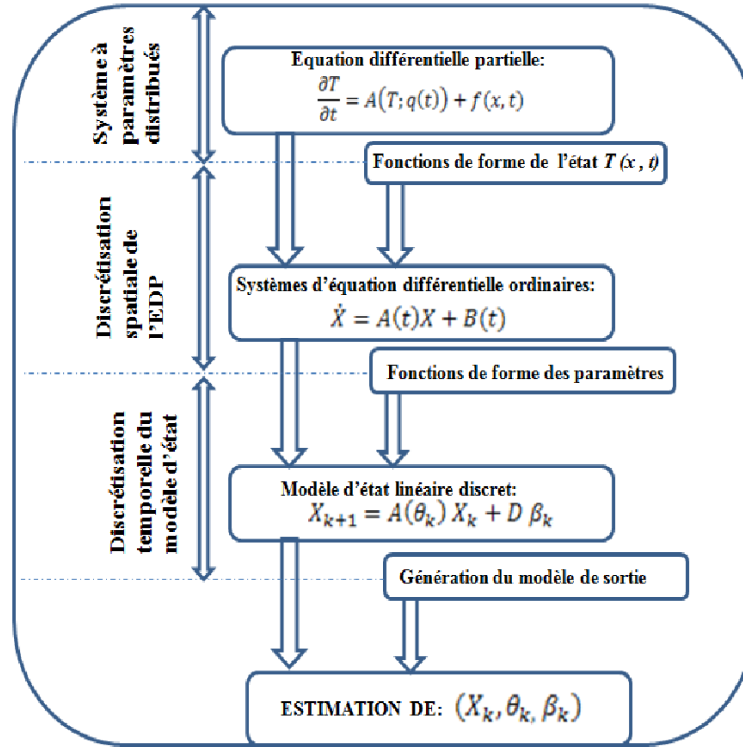 Système à
paramètres
distribués
Equation différentielle partielle:
∂T/∂t = A(T; q(t)) + f(x, t)
Fonctions de forme de l'état T(x , t)
Discrétisation
spatiale de
l'EDP
Systèmes d'équation différentielle ordinaires:
Ẋ = A(t)X + B(t)
Fonctions de forme des paramètres
Discrétisation
temporelle du
modèle d'état
Modèle d'état linéaire discret:
X_{k+1} = A(θ_k) X_k + D β_k
Génération du modèle de sortie
ESTIMATION DE: (X_k, θ_k, β_k)